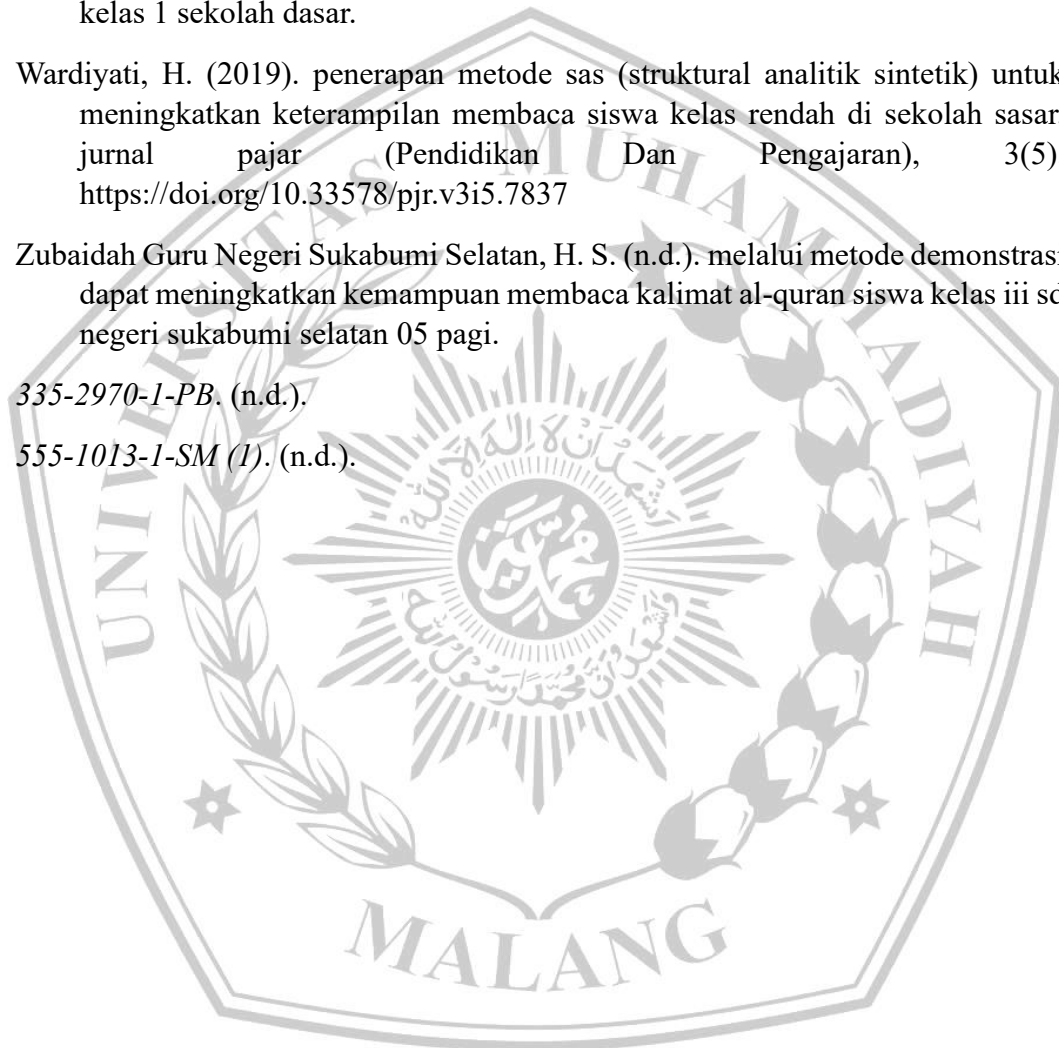 kelas 1 sekolah dasar.
Wardiyati, H. (2019). penerapan metode sas (struktural analitik sintetik) untuk
meningkatkan keterampilan membaca siswa kelas rendah di sekolah sasar
jurnal pajar (Pendidikan Dan Pengajaran), 3(5)
https://doi.org/10.33578/pjr.v3i5.7837
Zubaidah Guru Negeri Sukabumi Selatan, H. S. (n.d.). melalui metode demonstrasi
dapat meningkatkan kemampuan membaca kalimat al-quran siswa kelas iii sd
negeri sukabumi selatan 05 pagi.
335-2970-1-PB. (n.d.).
555-1013-1-SM (1). (n.d.).
UNIVERSITAS MUHAMMADIYAH
MALANG